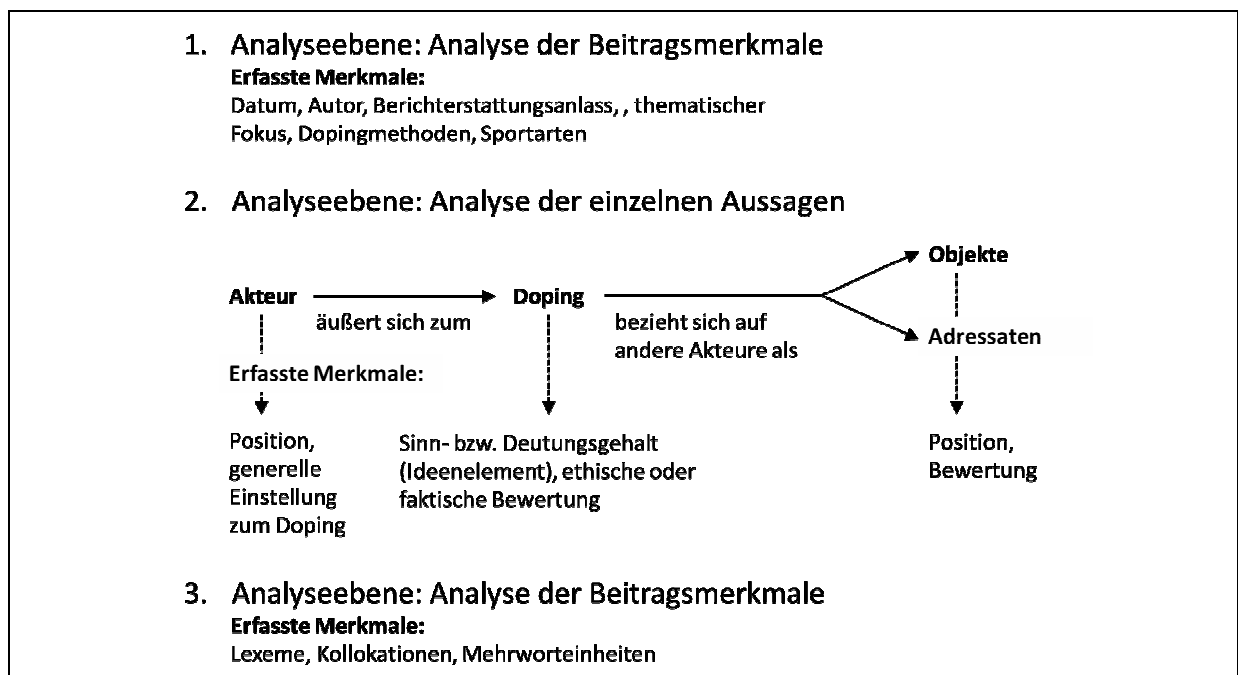 1. Analyseebene: Analyse der Beitragsmerkmale
Erfasste Merkmale:
Datum, Autor, Berichterstattungsanlass, , thematischer
Fokus, Dopingmethoden, Sportarten
2. Analyseebene: Analyse der einzelnen Aussagen
Akteur
äußert sich zum
Doping
bezieht sich auf
andere Akteure als
Objekte
Adressaten
Erfasste Merkmale:
Position,
generelle
Einstellung
zum Doping
Sinn- bzw. Deutungsgehalt
(Ideenelement), ethische oder
faktische Bewertung
Position,
Bewertung
3. Analyseebene: Analyse der Beitragsmerkmale
Erfasste Merkmale:
Lexeme, Kollokationen, Mehrworteinheiten